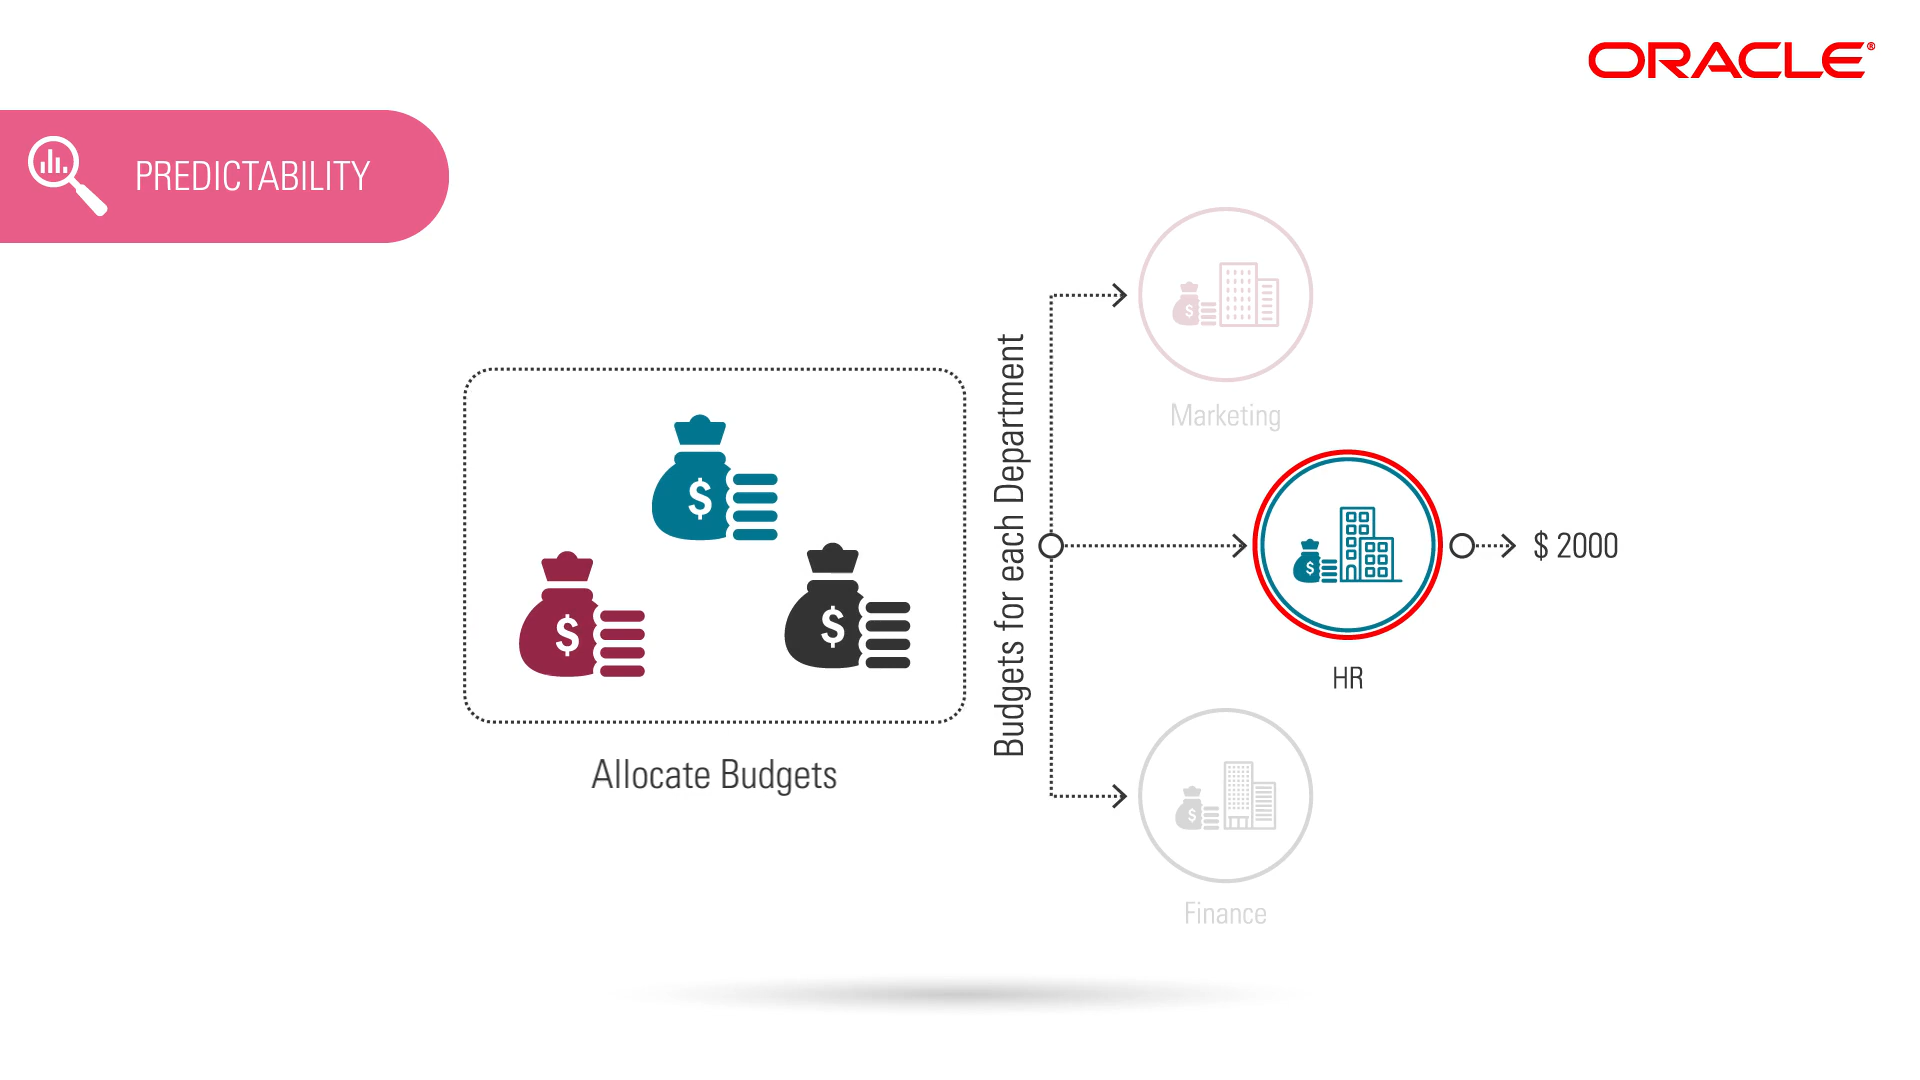 ORACLE®
PREDICTABILITY
$
$
$
Allocate Budgets
Budgets for each Department
$
Marketing
$
HR
$ 2000
$
Finance